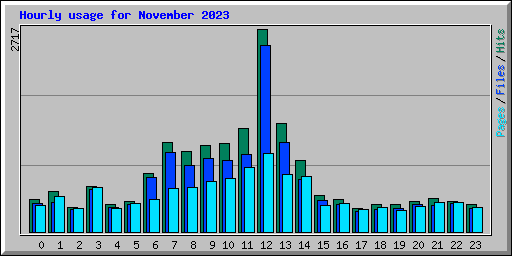 Hourly usage for November 2023
2717
Pages/Files/Hits
0 1 2 3 4 5 6 7 8 9 10 11 12 13 14 15 16 17 18 19 20 21 22 23